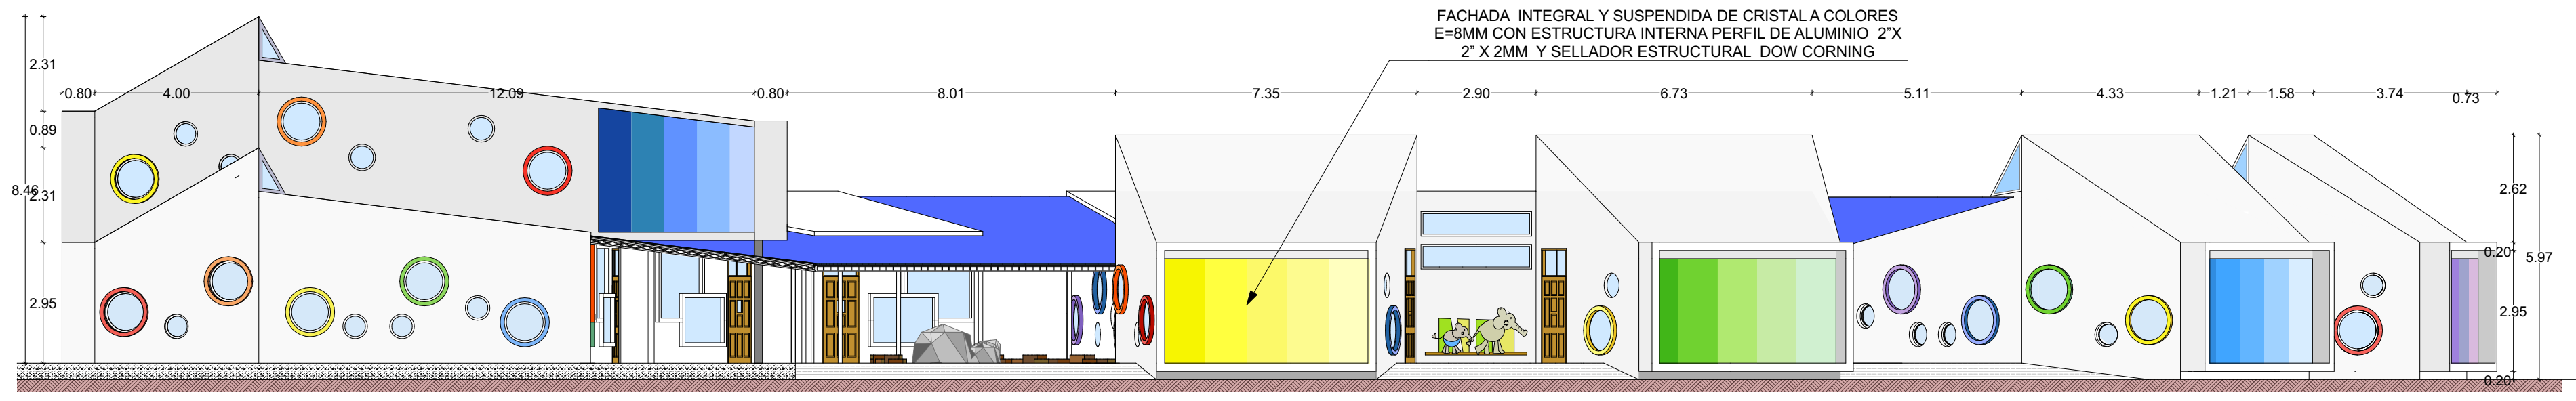 FACHADA INTEGRAL Y SUSPENDIDA DE CRISTAL A COLORES
E=8MM CON ESTRUCTURA INTERNA PERFIL DE ALUMINIO 2”X
2” X 2MM Y SELLADOR ESTRUCTURAL DOW CORNING
0.80 4.00 12.09 0.80 8.01 7.35 2.90 6.73 5.11 4.33 1.21 1.58 3.74 0.73
2.31
0.89
8.46
2.31
2.95
2.62
0.20
5.97
2.95
0.20